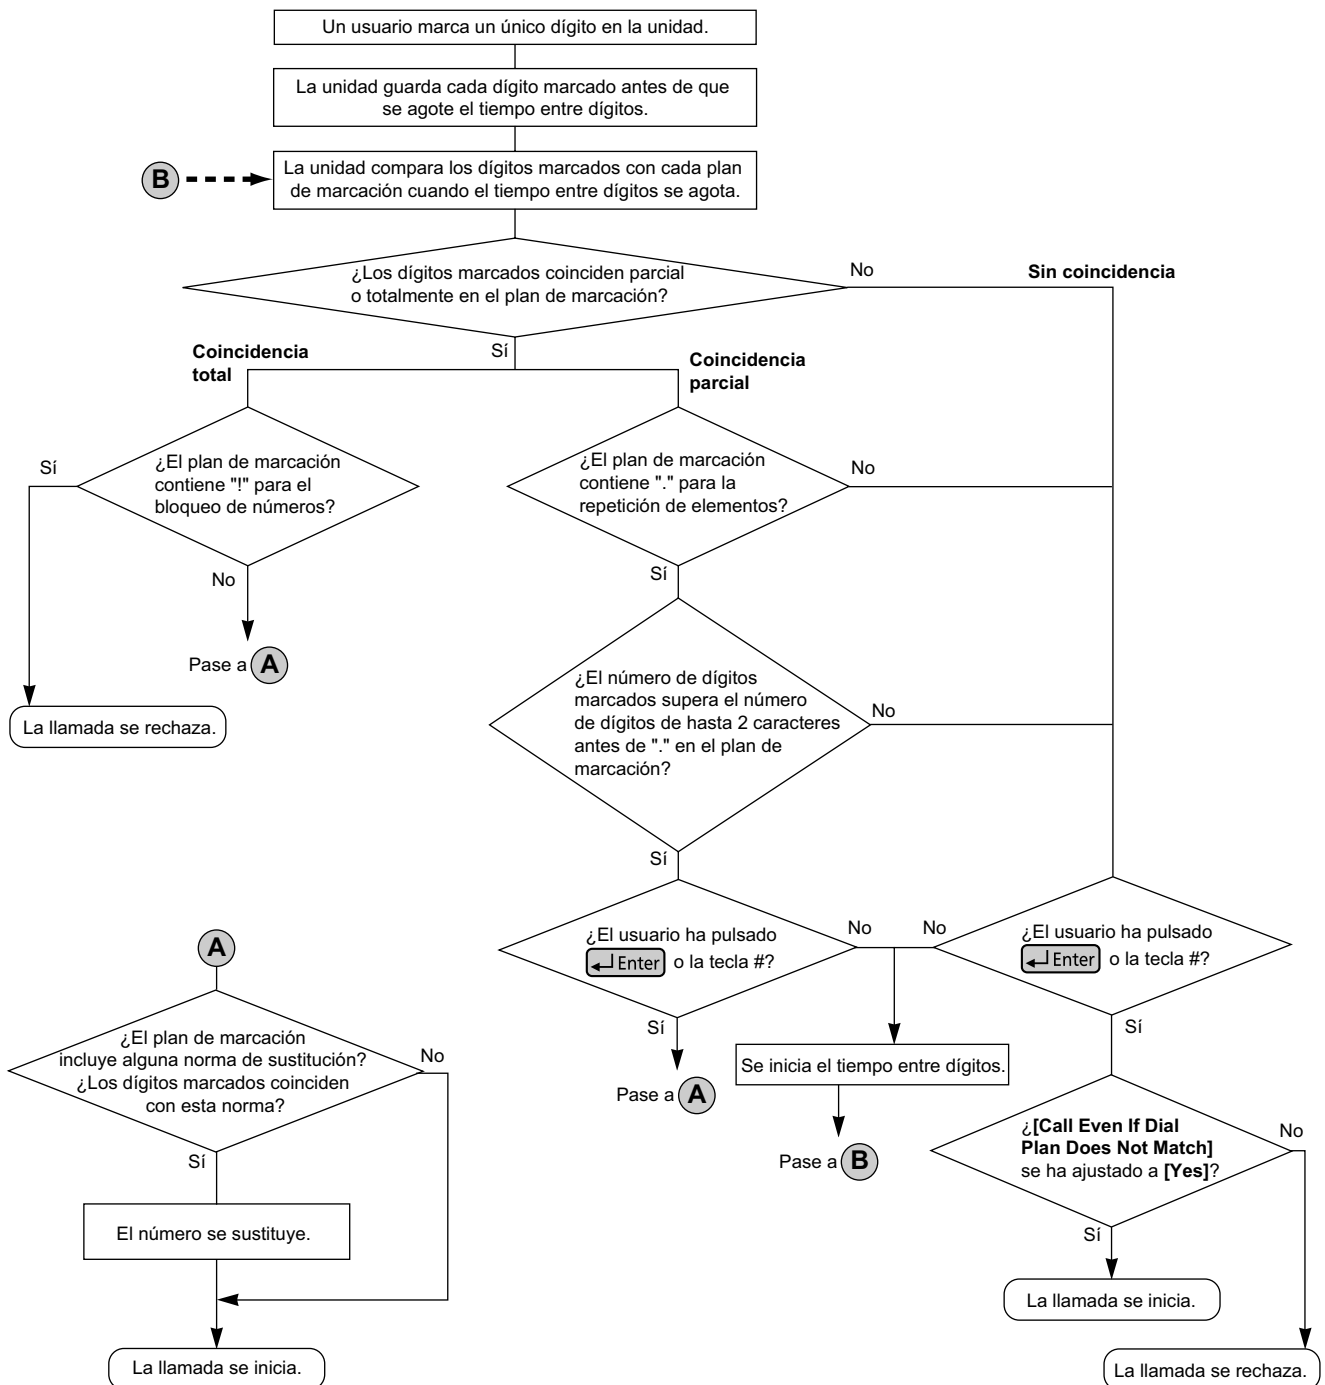 Un usuario marca un único dígito en la unidad.
La unidad guarda cada dígito marcado antes de que
se agote el tiempo entre dígitos.
B
La unidad compara los dígitos marcados con cada plan
de marcación cuando el tiempo entre dígitos se agota.
¿Los dígitos marcados coinciden parcial
o totalmente en el plan de marcación?
No
Sin coincidencia
Sí
Coincidencia
total
Coincidencia
parcial
Sí
¿El plan de marcación
contiene "!" para el
bloqueo de números?
No
Pase a A
La llamada se rechaza.
¿El plan de marcación
contiene "." para la
repetición de elementos?
No
Sí
¿El número de dígitos
marcados supera el número
de dígitos de hasta 2 caracteres
antes de "." en el plan de
marcación?
No
Sí
¿El usuario ha pulsado
Enter o la tecla #?
No
Sí
Pase a A
No
¿El usuario ha pulsado
Enter o la tecla #?
Sí
Se inicia el tiempo entre dígitos.
Pase a B
¿[Call Even If Dial
Plan Does Not Match]
se ha ajustado a [Yes]?
No
Sí
La llamada se inicia.
La llamada se rechaza.
A
¿El plan de marcación
incluye alguna norma de sustitución?
¿Los dígitos marcados coinciden
con esta norma?
No
Sí
El número se sustituye.
La llamada se inicia.